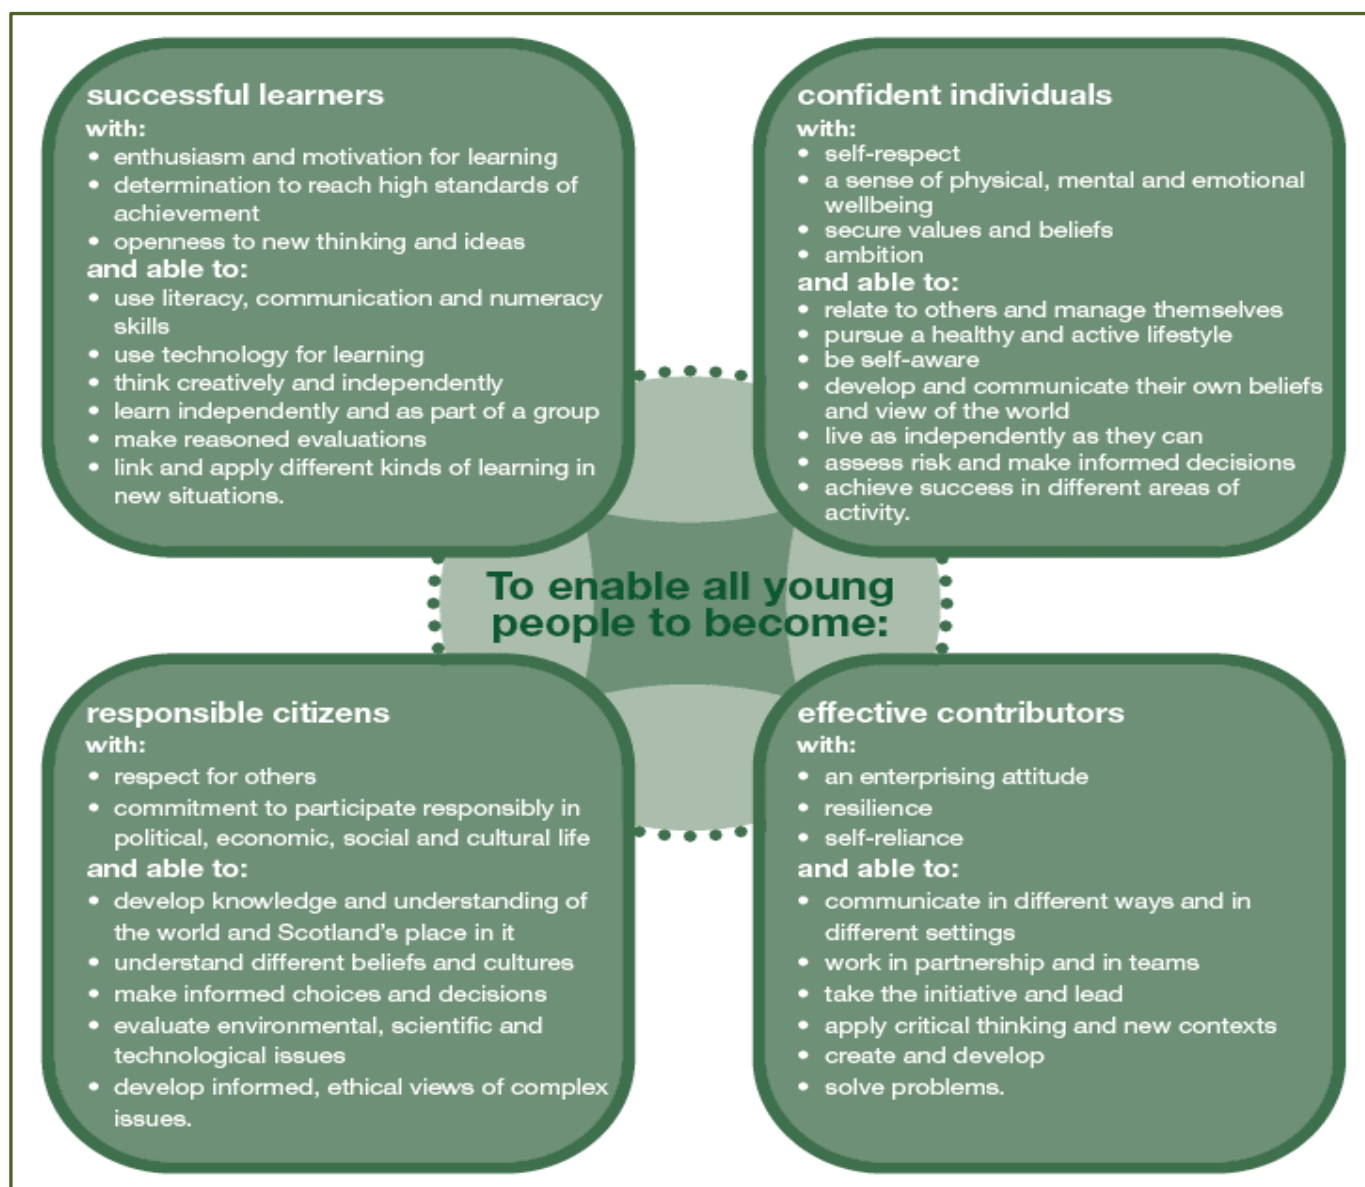 successful learners
with:
• enthusiasm and motivation for learning
• determination to reach high standards of
achievement
• openness to new thinking and ideas
and able to:
• use literacy, communication and numeracy
skills
• use technology for learning
• think creatively and independently
• learn independently and as part of a group
• make reasoned evaluations
• link and apply different kinds of learning in
new situations.
confident individuals
with:
• self-respect
• a sense of physical, mental and emotional
wellbeing
• secure values and beliefs
• ambition
and able to:
• relate to others and manage themselves
• pursue a healthy and active lifestyle
• be self-aware
• develop and communicate their own beliefs
and view of the world
• live as independently as they can
• assess risk and make informed decisions
• achieve success in different areas of
activity.
To enable all young
people to become:
responsible citizens
with:
• respect for others
• commitment to participate responsibly in
political, economic, social and cultural life
and able to:
• develop knowledge and understanding of
the world and Scotland's place in it
• understand different beliefs and cultures
• make informed choices and decisions
• evaluate environmental, scientific and
technological issues
• develop informed, ethical views of complex
issues.
effective contributors
with:
• an enterprising attitude
• resilience
• self-reliance
and able to:
• communicate in different ways and in
different settings
• work in partnership and in teams
• take the initiative and lead
• apply critical thinking and new contexts
• create and develop
• solve problems.